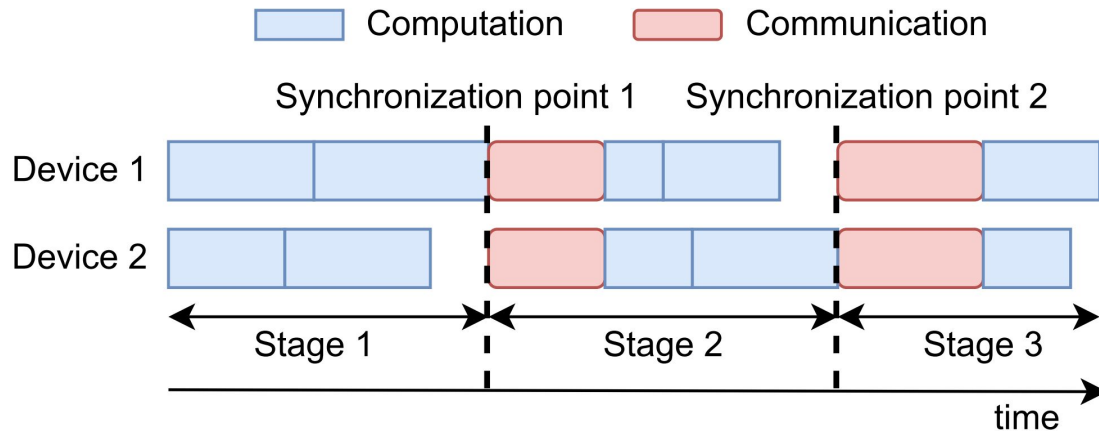 Computation Communication
Synchronization point 1 Synchronization point 2
Device 1
Device 2
Stage 1 Stage 2 Stage 3
time